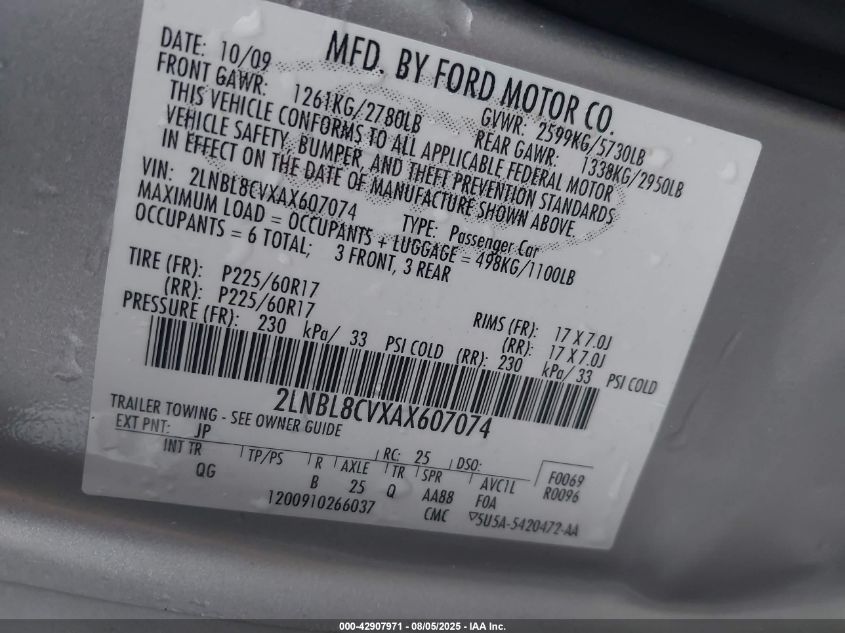 MFD. BY FORD MOTOR CO.
DATE: 10/09
GVWR: 2599KG/5730LB
FRONT GAWR: 1261KG/2780LB
REAR GAWR: 1338KG/2950LB
THIS VEHICLE CONFORMS TO ALL APPLICABLE FEDERAL MOTOR
VEHICLE SAFETY, BUMPER, AND THEFT PREVENTION STANDARDS
IN EFFECT ON THE DATE OF MANUFACTURE SHOWN ABOVE.
VIN: 2LNBL8CVXAX607074
TYPE: Passenger Car
MAXIMUM LOAD = OCCUPANTS + LUGGAGE = 498KG/1100LB
OCCUPANTS = 6 TOTAL; 3 FRONT, 3 REAR
TIRE (FR): P225/60R17 RIMS (FR): 17 X 7.0J
(RR): P225/60R17 (RR): 17 X 7.0J
PRESSURE (FR): 230 kPa/ 33 PSI COLD (RR): 230 kPa/ 33 PSI COLD
2LNBL8CVXAX607074
TRAILER TOWING - SEE OWNER GUIDE
EXT PNT: JP RC: 25 DSO: F0069
INT TR TP/PS R AXLE TR SPR AVC1L R0096
QG B 25 Q AA88 F0A
1200910266037 CMC ▽5U5A-5420472-AA
000-42907971 - 08/05/2025 - IAA Inc.